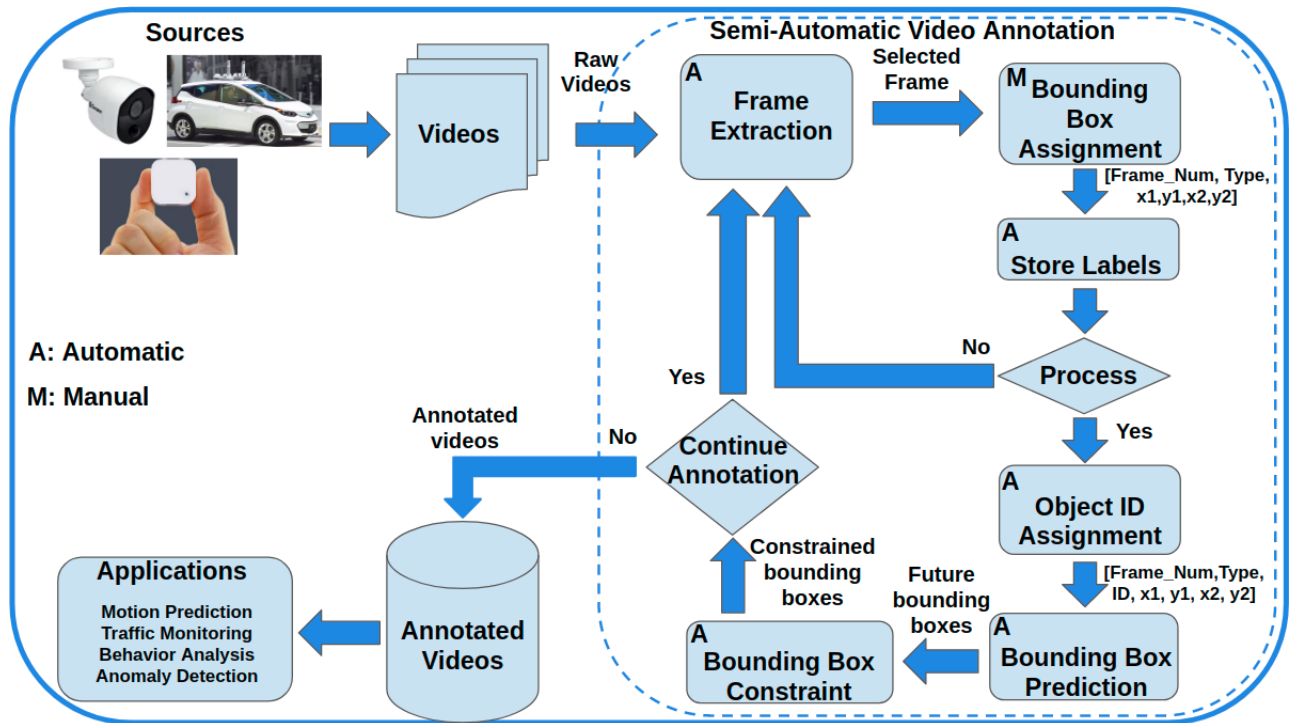 Sources
Videos
Raw
Videos
Semi-Automatic Video Annotation
A
Frame
Extraction
Selected
Frame
M
Bounding
Box
Assignment
[Frame_Num, Type,
x1,y1,x2,y2]
A
Store Labels
Process
No
Yes
A
Object ID
Assignment
[Frame_Num,Type,
ID, x1, y1, x2, y2]
A
Bounding Box
Prediction
Future
bounding
boxes
A
Bounding Box
Constraint
Constrained
bounding
boxes
Continue
Annotation
Yes
No
Annotated
videos
Annotated
Videos
Applications
Motion Prediction
Traffic Monitoring
Behavior Analysis
Anomaly Detection
A: Automatic
M: Manual